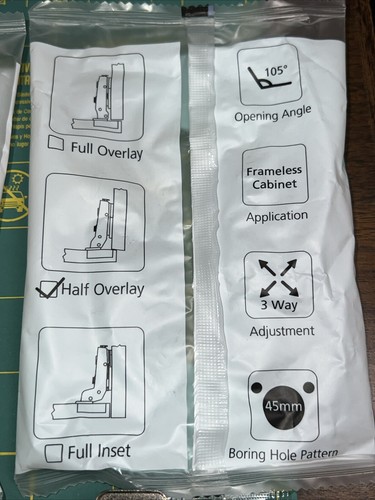 Full Overlay
Half Overlay
Full Inset
105°
Opening Angle
Frameless
Cabinet
Application
3 Way
Adjustment
45mm
Boring Hole Pattern